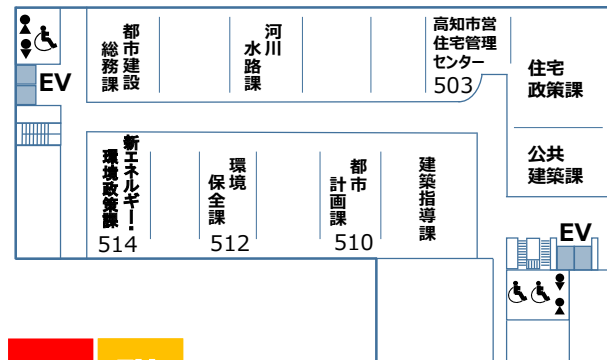 EV
都市建設
総務課
河川
水路課
高知市営
住宅管理
センター
503
住宅
政策課
公共
建築課
新エネルギー・
環境政策課
514
環境
保全課
512
都市
計画課
510
建築指導課
EV